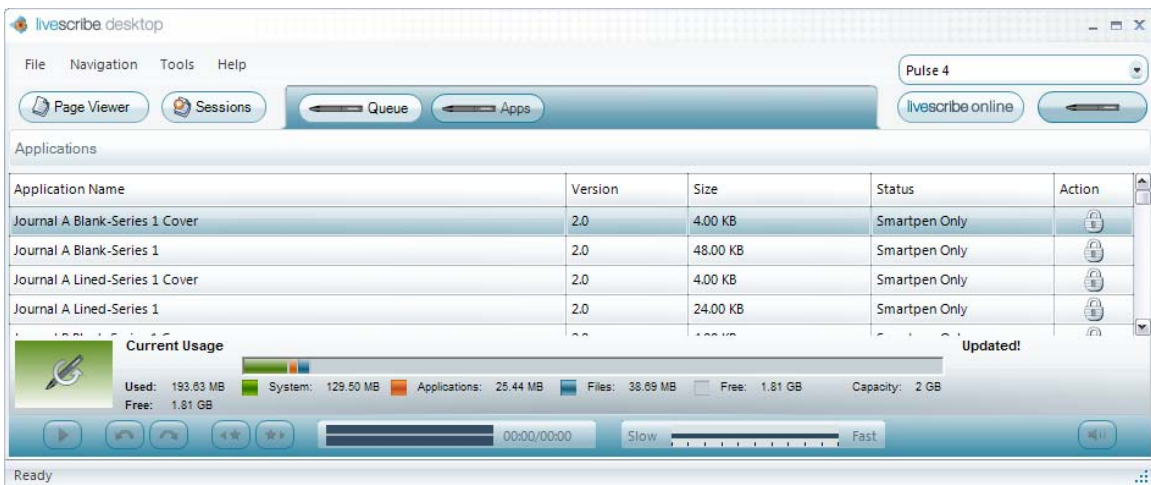 livescribe desktop
File Navigation Tools Help
Pulse 4
Page Viewer Sessions Queue Apps livescribe online
Applications
Application Name Version Size Status Action
Journal A Blank-Series 1 Cover 2.0 4.00 KB Smartpen Only
Journal A Blank-Series 1 2.0 48.00 KB Smartpen Only
Journal A Lined-Series 1 Cover 2.0 4.00 KB Smartpen Only
Journal A Lined-Series 1 2.0 24.00 KB Smartpen Only
Current Usage Updated!
Used: 193.63 MB System: 129.50 MB Applications: 25.44 MB Files: 38.69 MB Free: 1.81 GB Capacity: 2 GB
Free: 1.81 GB
00:00/00:00 Slow Fast
Ready